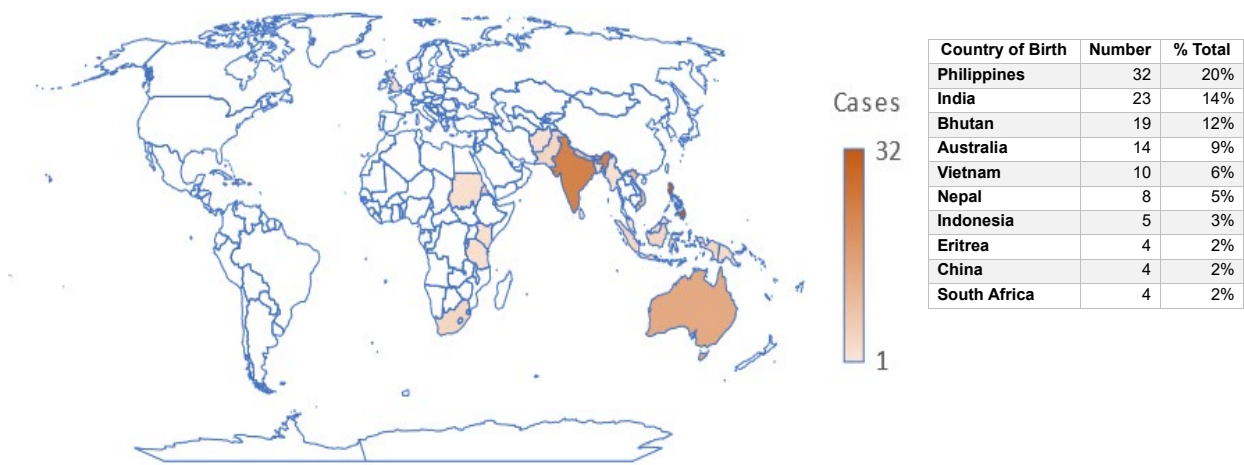 Cases
32
1
Country of Birth Number % Total
Philippines 32 20%
India 23 14%
Bhutan 19 12%
Australia 14 9%
Vietnam 10 6%
Nepal 8 5%
Indonesia 5 3%
Eritrea 4 2%
China 4 2%
South Africa 4 2%